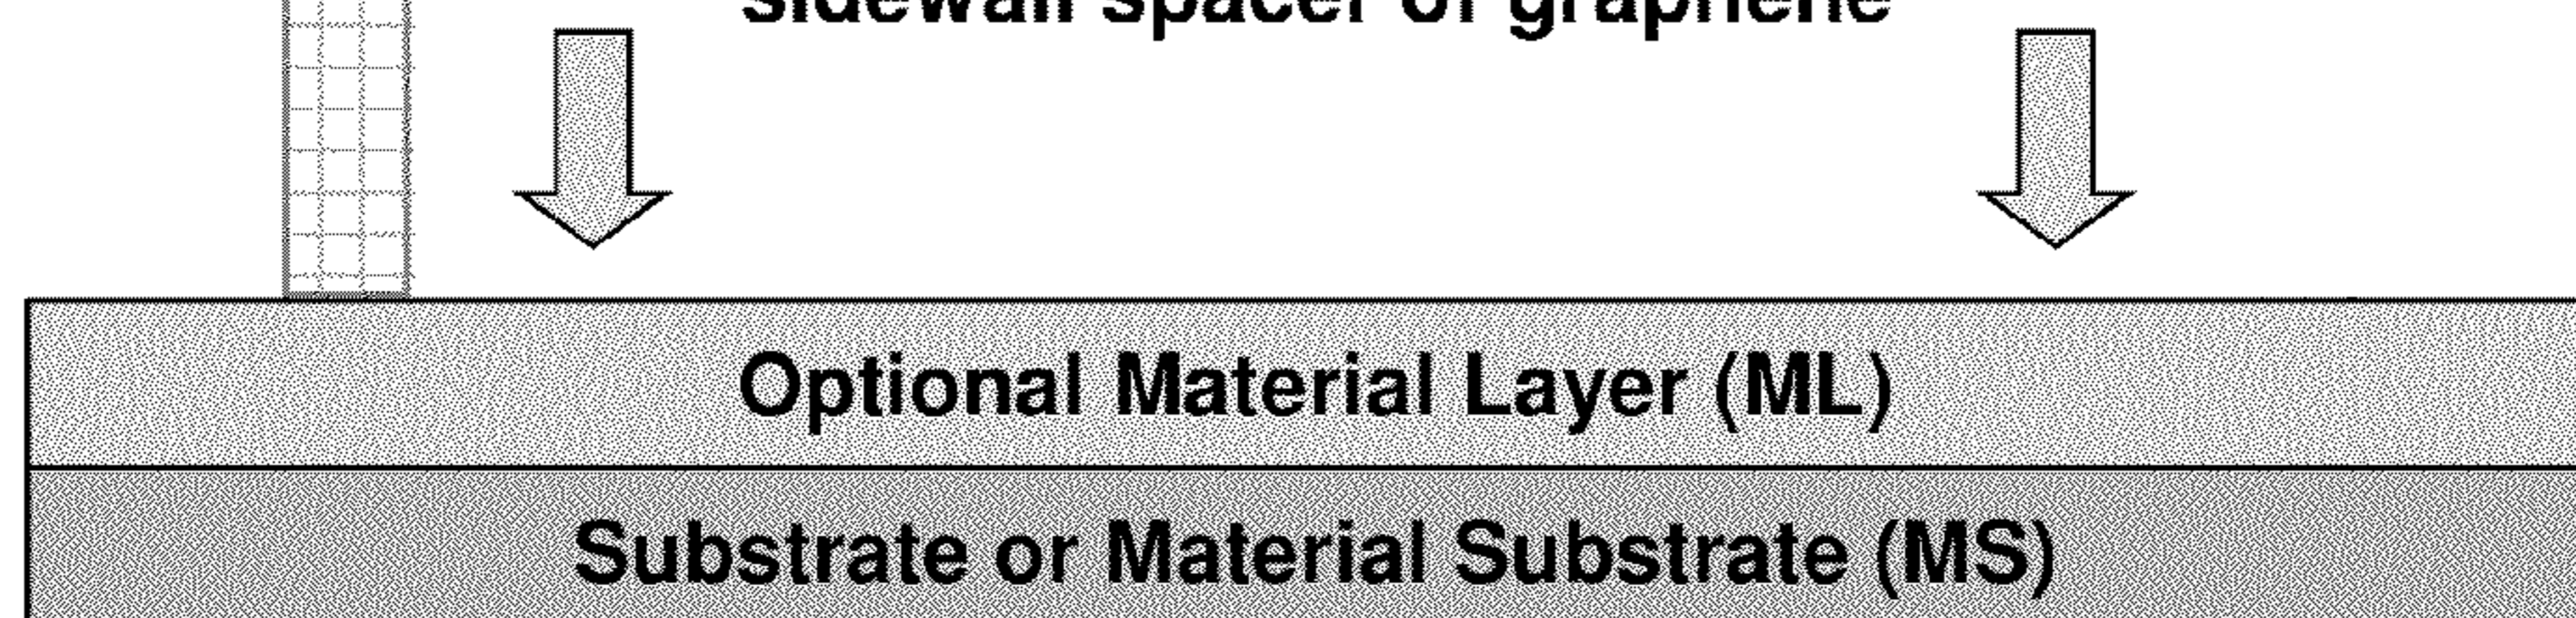 sidewall spacer of graphene
Optional Material Layer (ML)
Substrate or Material Substrate (MS)